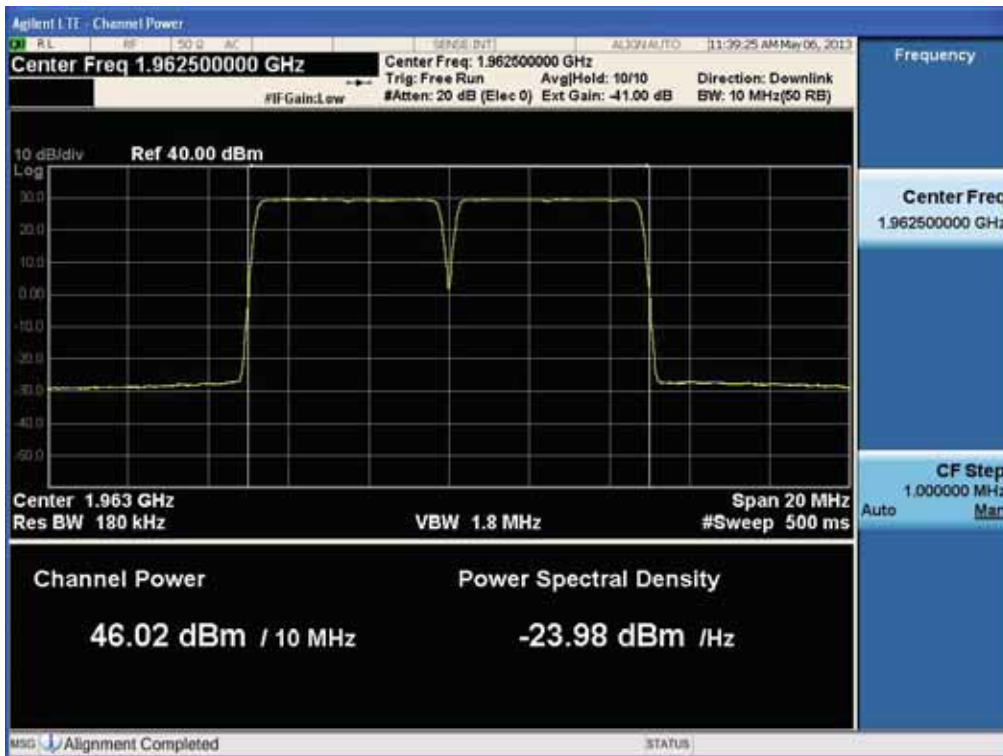 Agilent LTE - Channel Power
RL RF 50 Ω AC SENSE:INT ALIGN AUTO 11:39:25 AM May 06, 2013
Center Freq 1.962500000 GHz
Center Freq: 1.962500000 GHz
Trig: Free Run Avg|Hold: 10/10 Direction: Downlink
#IFGain:Low #Atten: 20 dB (Elec 0) Ext Gain: -41.00 dB BW: 10 MHz(50 RB)
10 dB/div Ref 40.00 dBm
Log
30.0
20.0
10.0
0.00
-10.0
-20.0
-30.0
-40.0
-50.0
Center 1.963 GHz Span 20 MHz
Res BW 180 kHz VBW 1.8 MHz #Sweep 500 ms
Channel Power Power Spectral Density
46.02 dBm / 10 MHz -23.98 dBm /Hz
MSG Alignment Completed STATUS
Frequency
Center Freq
1.962500000 GHz
CF Step
1.000000 MHz
Auto Man